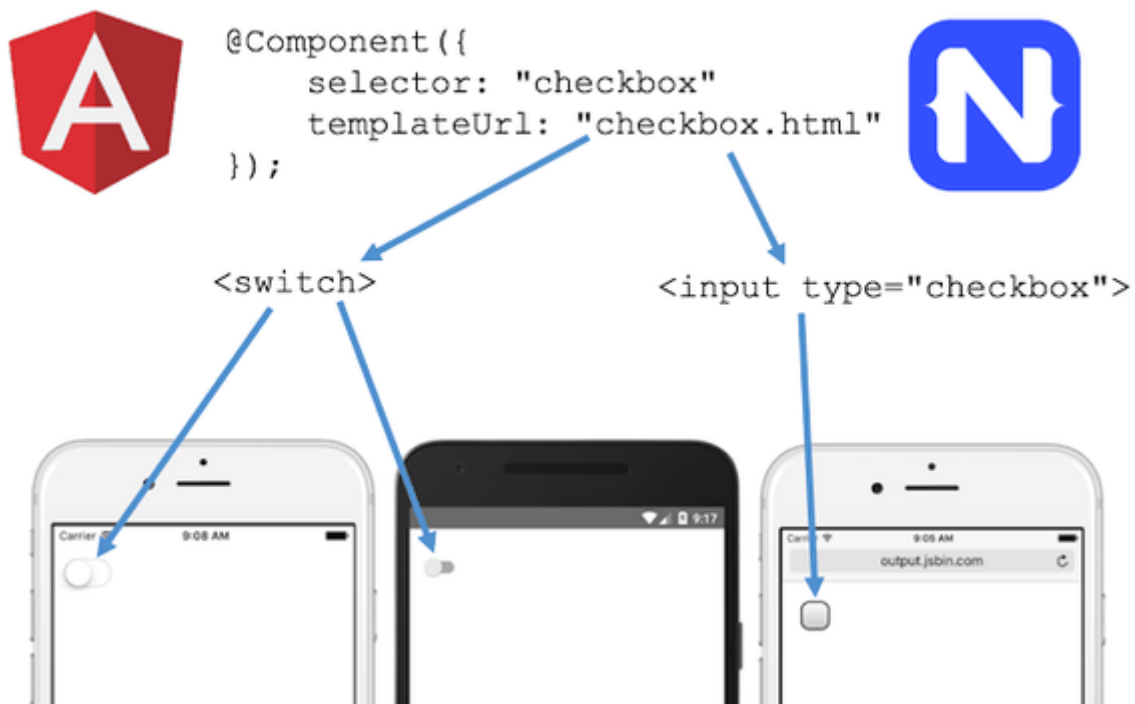 @Component({
selector: "checkbox"
templateUrl: "checkbox.html"
});
<switch>
<input type="checkbox">
Carrier
9:08 AM
9:17
Carrier
9:05 AM
output.jsbin.com